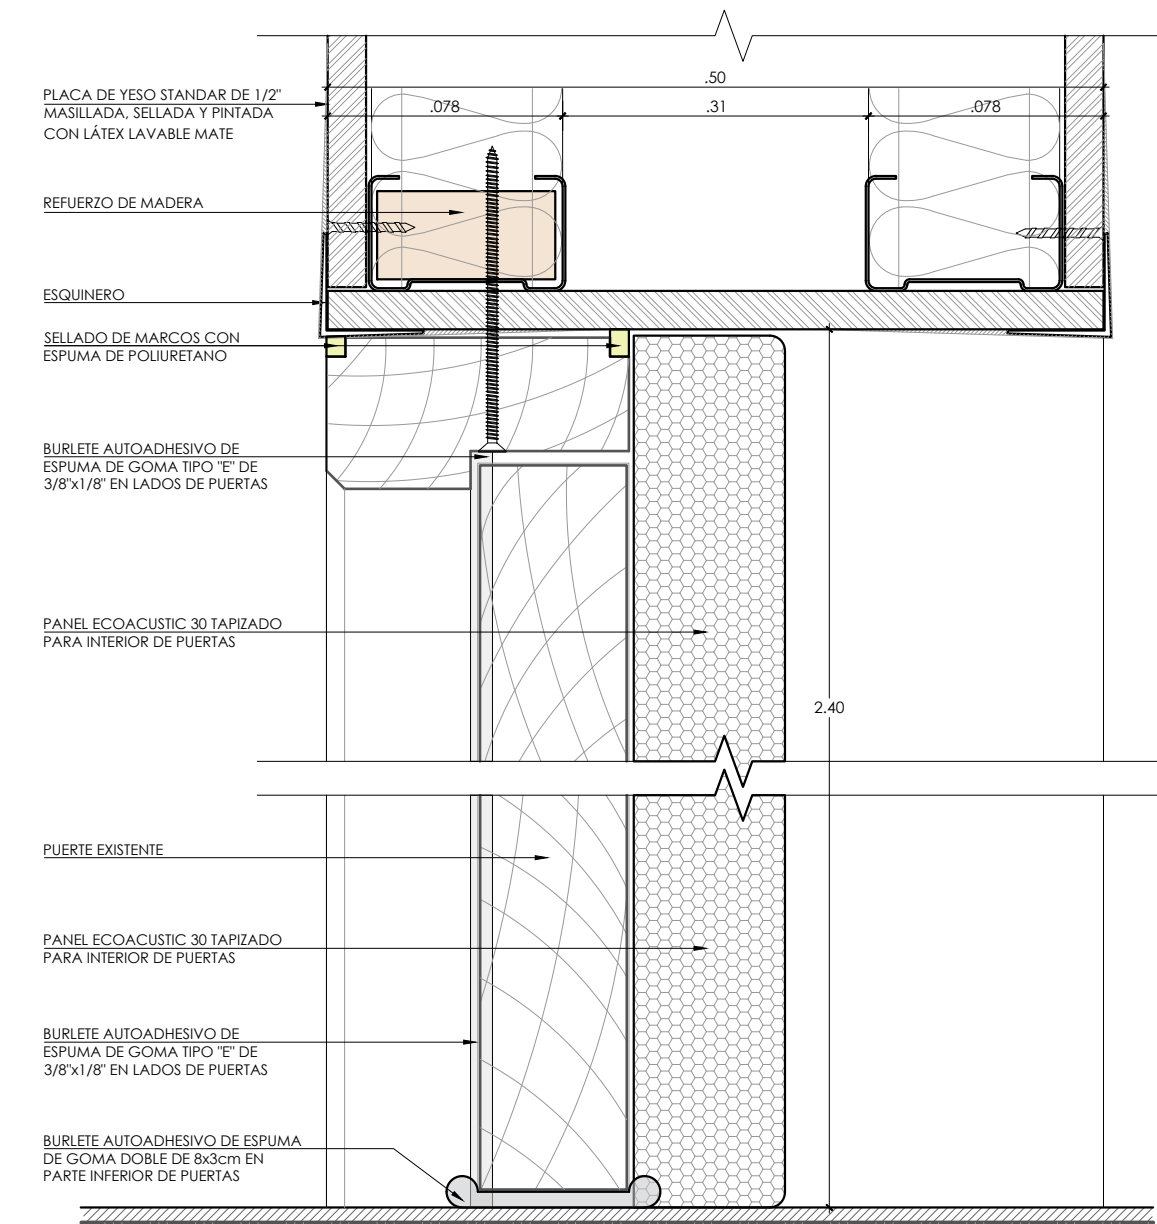 .50
PLACA DE YESO STANDAR DE 1/2"
MASILLADA, SELLADA Y PINTADA
CON LÁTEX LAVABLE MATE
.078
.31
.078
REFUERZO DE MADERA
ESQUINERO
SELLADO DE MARCOS CON
ESPUMA DE POLIURETANO
BURLETE AUTOADHESIVO DE
ESPUMA DE GOMA TIPO "E" DE
3/8"x1/8" EN LADOS DE PUERTAS
PANEL ECOACUSTIC 30 TAPIZADO
PARA INTERIOR DE PUERTAS
2.40
PUERTE EXISTENTE
PANEL ECOACUSTIC 30 TAPIZADO
PARA INTERIOR DE PUERTAS
BURLETE AUTOADHESIVO DE
ESPUMA DE GOMA TIPO "E" DE
3/8"x1/8" EN LADOS DE PUERTAS
BURLETE AUTOADHESIVO DE ESPUMA
DE GOMA DOBLE DE 8x3cm EN
PARTE INFERIOR DE PUERTAS